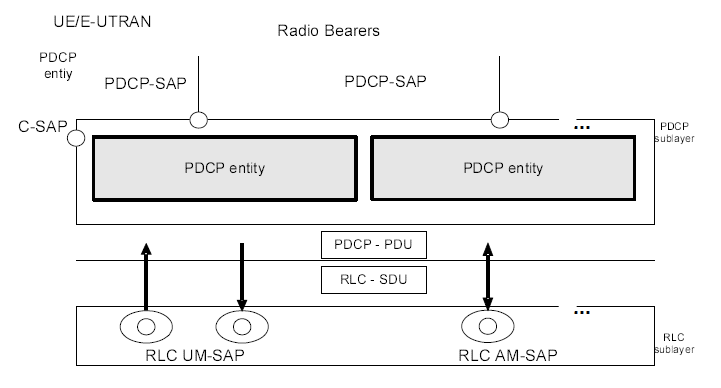 UE/E-UTRAN
Radio Bearers
PDCP
entiy
PDCP-SAP
PDCP-SAP
C-SAP
...
PDCP
sublayer
PDCP entity
PDCP entity
PDCP - PDU
RLC - SDU
...
RLC UM-SAP
RLC AM-SAP
RLC
sublayer